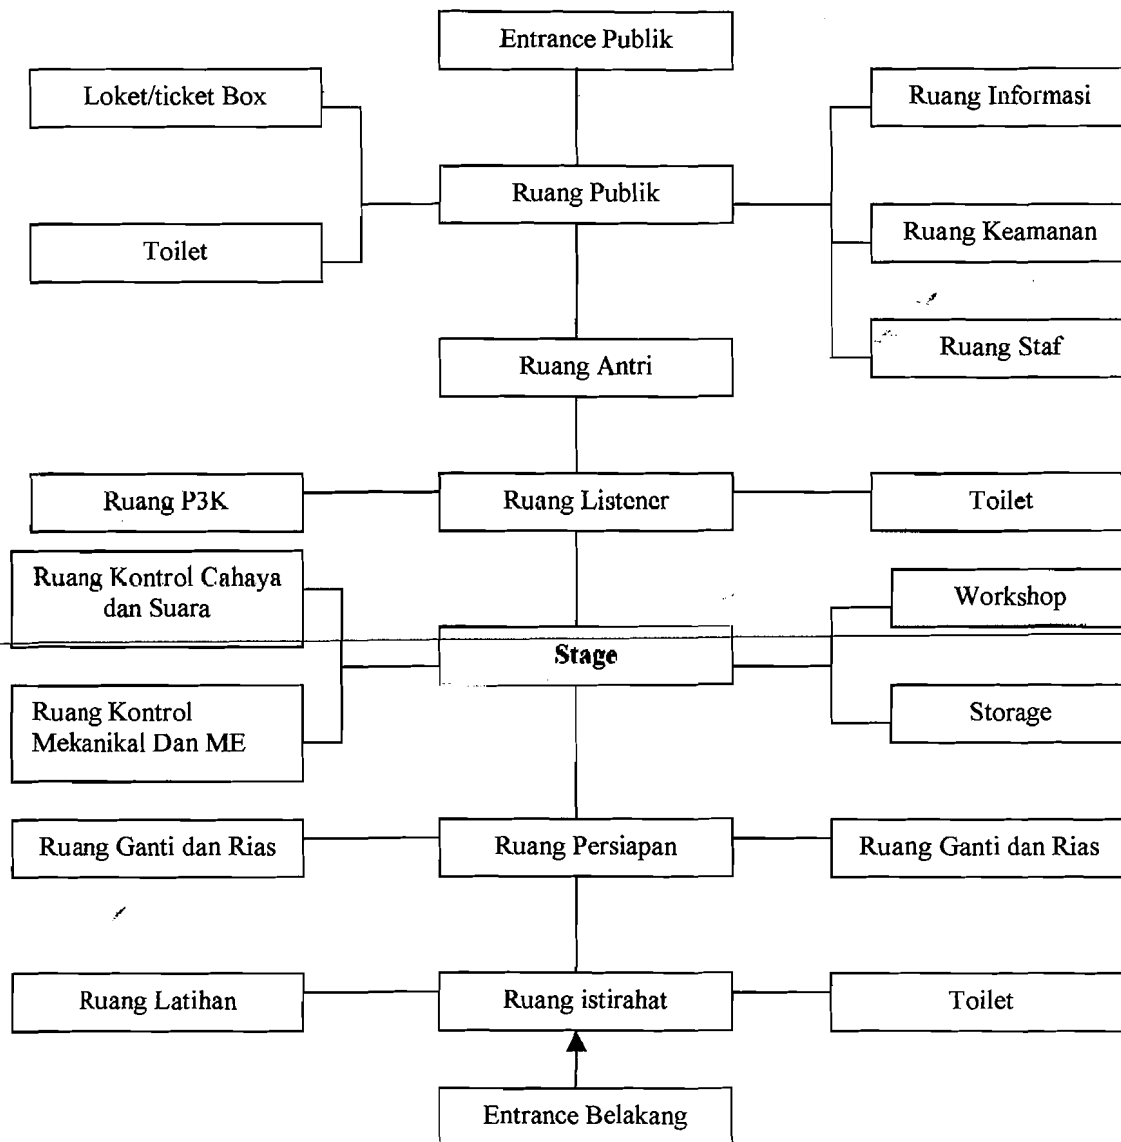 Entrance Publik
Loket/ticket Box
Ruang Informasi
Ruang Publik
Toilet
Ruang Keamanan
Ruang Antri
Ruang Staf
Ruang P3K
Ruang Listener
Toilet
Ruang Kontrol Cahaya
dan Suara
Workshop
Stage
Ruang Kontrol
Mekanikal Dan ME
Storage
Ruang Ganti dan Rias
Ruang Persiapan
Ruang Ganti dan Rias
Ruang Latihan
Ruang istirahat
Toilet
Entrance Belakang